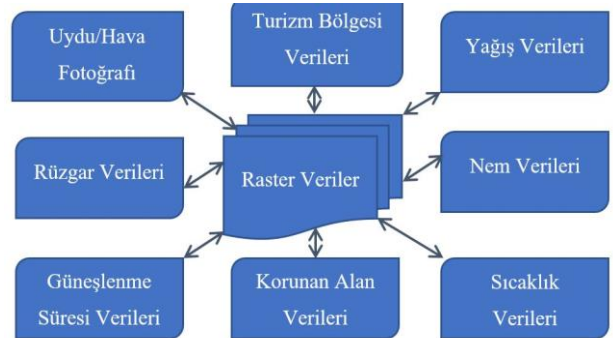 Uydu/Hava
Fotoğrafı
Turizm Bölgesi
Verileri
Yağış Verileri
Rüzgar Verileri
Raster Veriler
Nem Verileri
Güneşlenme
Süresi Verileri
Korunan Alan
Verileri
Sıcaklık
Verileri